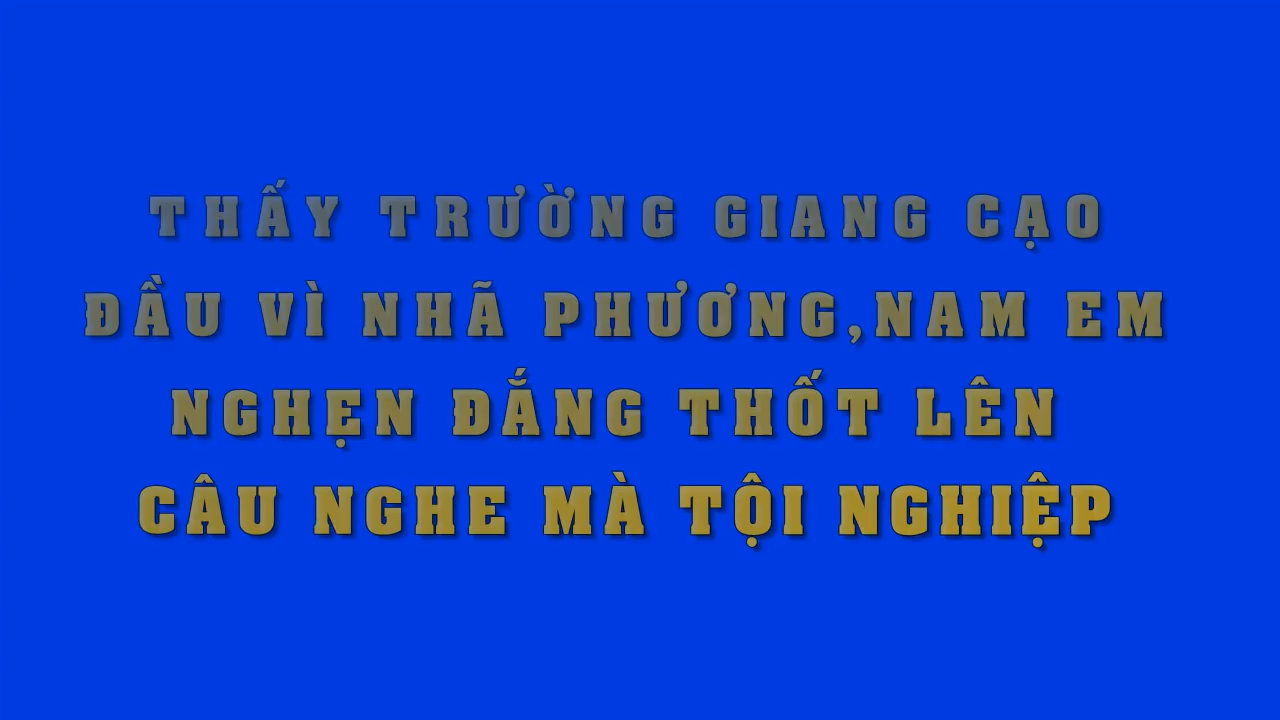 THẤY TRƯỜNG GIANG CẠO
ĐẦU VÌ NHÃ PHƯƠNG,NAM EM
NGHẸN ĐẮNG THỐT LÊN
CÂU NGHE MÀ TỘI NGHIỆP